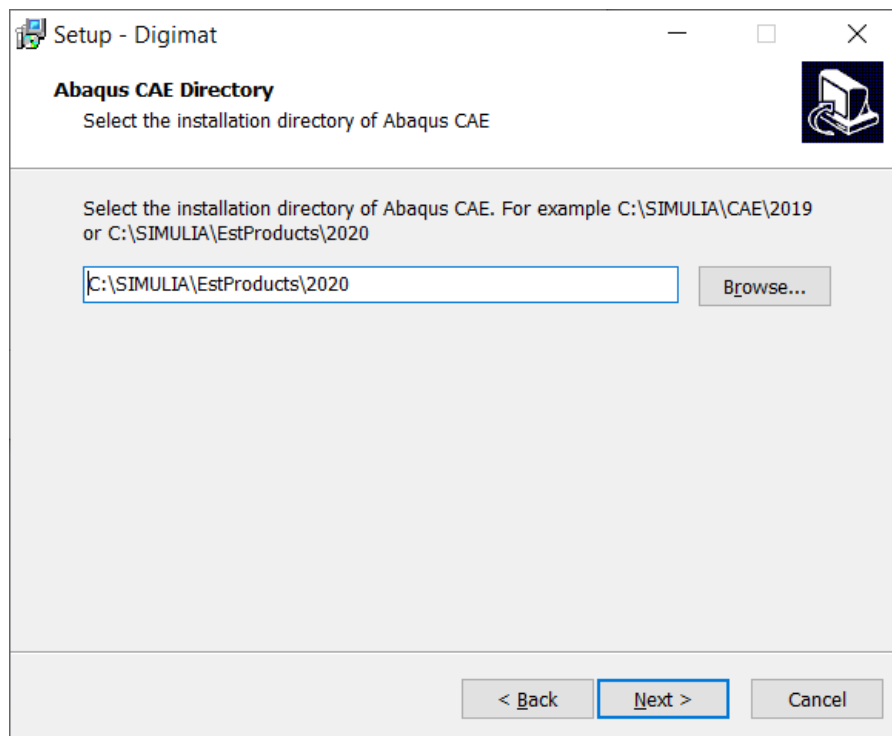 Setup - Digimat
Abaqus CAE Directory
Select the installation directory of Abaqus CAE
Select the installation directory of Abaqus CAE. For example C:\SIMULIA\CAE\2019
or C:\SIMULIA\EstProducts\2020
C:\SIMULIA\EstProducts\2020
Browse...
< Back
Next >
Cancel